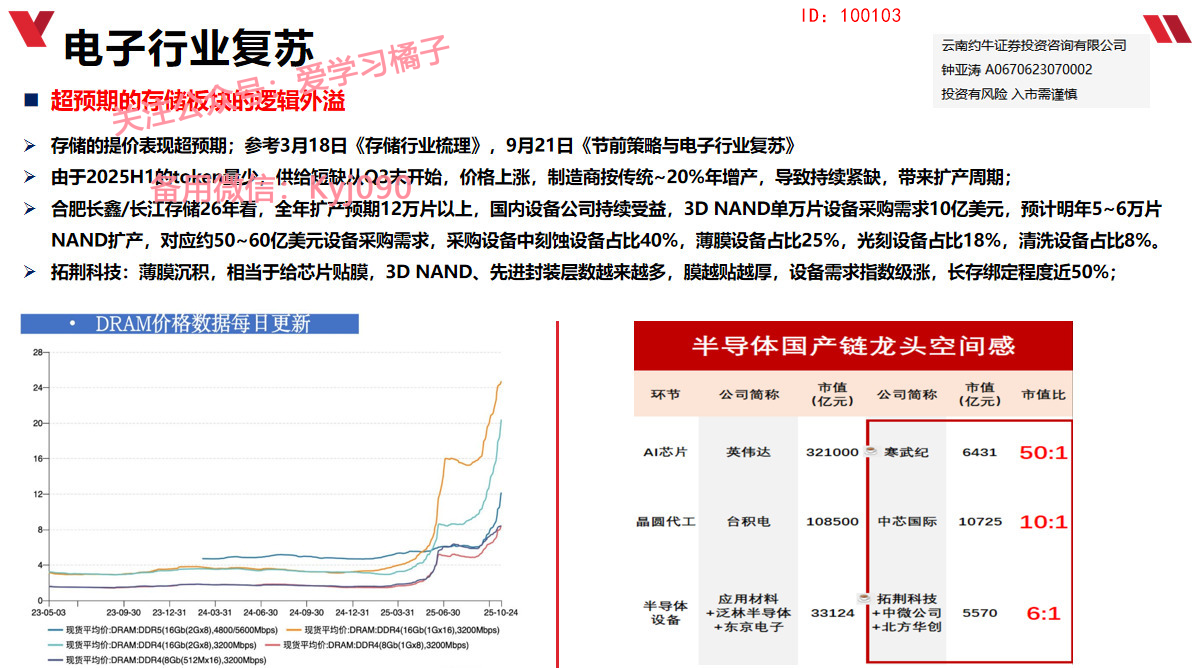 ID：100103
电子行业复苏
云南约牛证券投资咨询有限公司
钟亚涛 A0670623070002
投资有风险 入市需谨慎
关注公众号：爱学习橘子
超预期的存储板块的逻辑外溢
存储的提价表现超预期；参考3月18日《存储行业梳理》，9月21日《节前策略与电子行业复苏》
由于2025H1的token量少，供给短缺从Q3末开始，价格上涨，制造商按传统~20%年增产，导致持续紧缺，带来扩产周期；
备用微信：kyj090
合肥长鑫/长江存储26年看，全年扩产预期12万片以上，国内设备公司持续受益，3D NAND单万片设备采购需求10亿美元，预计明年5~6万片
NAND扩产，对应约50~60亿美元设备采购需求，采购设备中刻蚀设备占比40%，薄膜设备占比25%，光刻设备占比18%，清洗设备占比8%。
拓荆科技：薄膜沉积，相当于给芯片贴膜，3D NAND、先进封装层数越来越多，膜越贴越厚，设备需求指数级涨，长存绑定程度近50%；
• DRAM价格数据每日更新
28
24
20
16
12
8
4
0
23-05-03 23-09-30 23-12-31 24-03-31 24-06-30 24-09-30 24-12-31 25-03-31 25-06-30 25-10-24
现货平均价:DRAM:DDR5(16Gb(2Gx8),4800/5600Mbps) 现货平均价:DRAM:DDR4(16Gb(1Gx16),3200Mbps)
现货平均价:DRAM:DDR4(16Gb(2Gx8),3200Mbps) 现货平均价:DRAM:DDR4(8Gb(1Gx8),3200Mbps)
现货平均价:DRAM:DDR4(8Gb(512Mx16),3200Mbps)
半导体国产链龙头空间感
环节 公司简称 市值(亿元) 公司简称 市值(亿元) 市值比
AI芯片 英伟达 321000 寒武纪 6431 50:1
晶圆代工 台积电 108500 中芯国际 10725 10:1
半导体设备 应用材料+泛林半导体+东京电子 33124 拓荆科技+中微公司+北方华创 5570 6:1